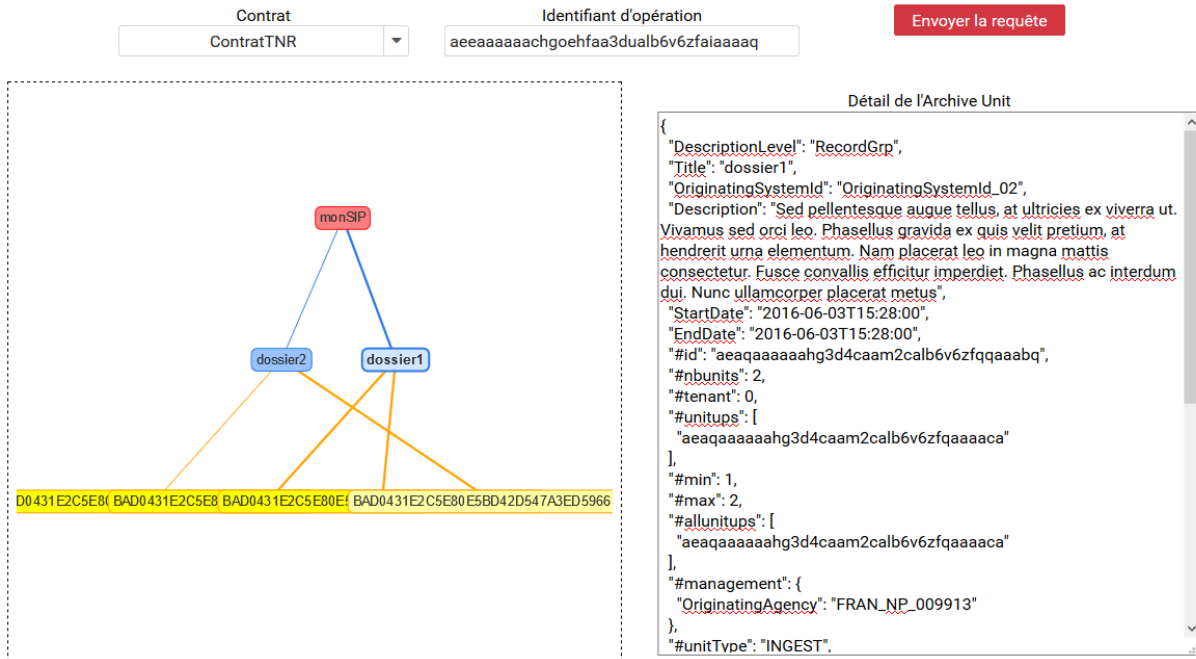 Contrat
Identifiant d'opération
Envoyer la requête
ContratTNR
aeeaaaaaachgoehfaa3dualb6v6zfaiaaaaq
Détail de l'Archive Unit
{
"DescriptionLevel": "RecordGrp",
"Title": "dossier1",
"OriginatingSystemId": "OriginatingSystemId_02",
"Description": "Sed pellentesque augue tellus, at ultricies ex viverra ut.
Vivamus sed orci leo. Phasellus gravida ex quis velit pretium, at
hendrerit urna elementum. Nam placerat leo in magna mattis
consectetur. Fusce convallis efficitur imperdiet. Phasellus ac interdum
dui. Nunc ullamcorper placerat metus",
"StartDate": "2016-06-03T15:28:00",
"EndDate": "2016-06-03T15:28:00",
"#id": "aeaqaaaaaahg3d4caam2calb6v6zfqqaaabq",
"#nbunits": 2,
"#tenant": 0,
"#unitups": [
"aeaqaaaaaahg3d4caam2calb6v6zfqaaaaca"
],
"#min": 1,
"#max": 2,
"#allunitups": [
"aeaqaaaaaahg3d4caam2calb6v6zfqaaaaca"
],
"#management": {
"OriginatingAgency": "FRAN_NP_009913"
},
"#unitType": "INGEST",
monSIP
dossier2
dossier1
D0431E2C5E80
BAD0431E2C5E8
BAD0431E2C5E80E5
BAD0431E2C5E80E5BD42D547A3ED5966